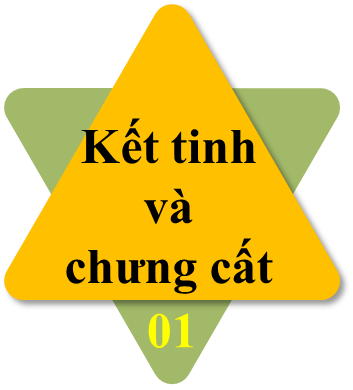 Kết tinh
và
chưng cất
01